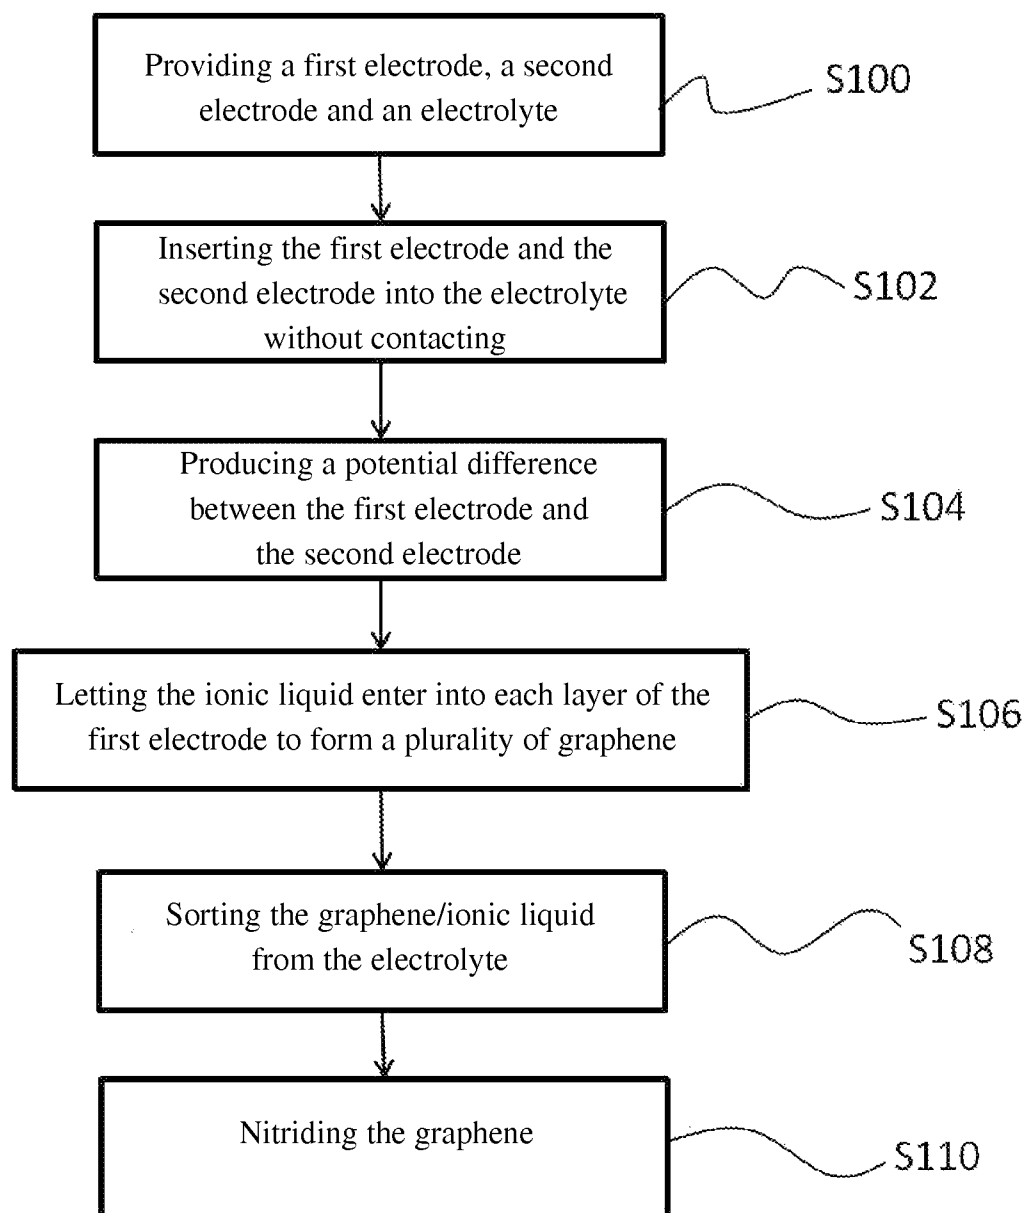 Providing a first electrode, a second
electrode and an electrolyte
S100
Inserting the first electrode and the
second electrode into the electrolyte
without contacting
S102
Producing a potential difference
between the first electrode and
the second electrode
S104
Letting the ionic liquid enter into each layer of the
first electrode to form a plurality of graphene
S106
Sorting the graphene/ionic liquid
from the electrolyte
S108
Nitriding the graphene
S110